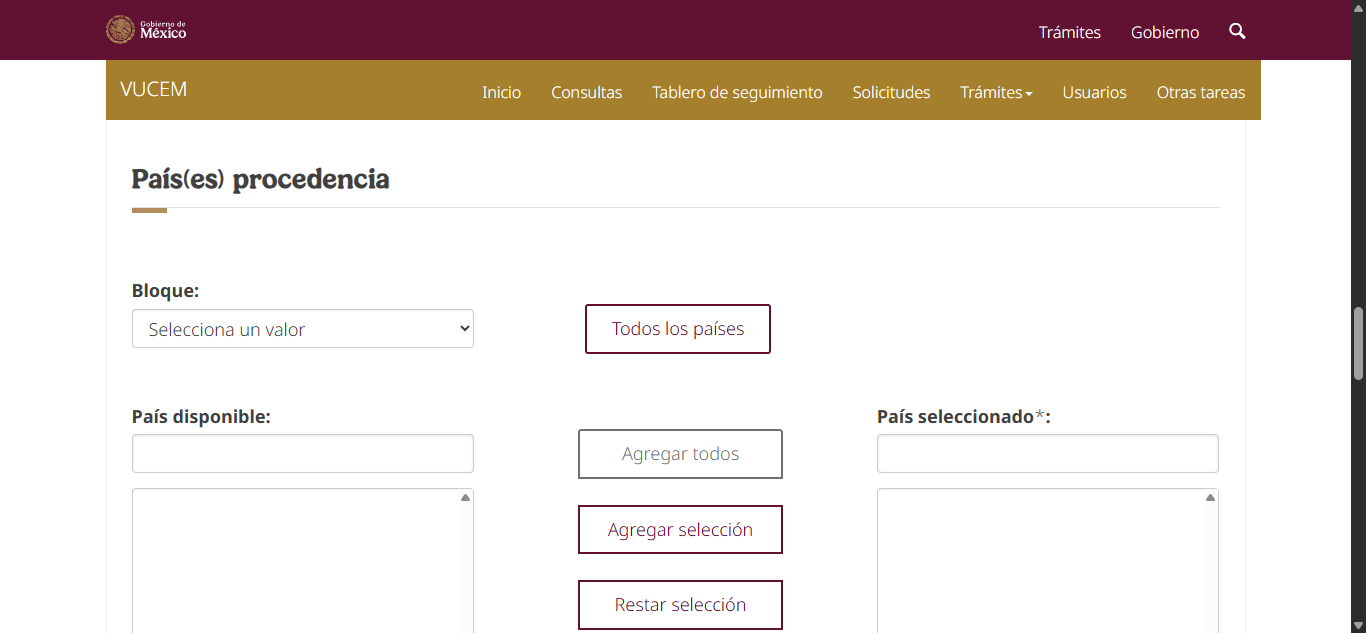 Gobierno de
México
Trámites
Gobierno
VUCEM
Inicio
Consultas
Tablero de seguimiento
Solicitudes
Trámites
Usuarios
Otras tareas
País(es) procedencia
Bloque:
Selecciona un valor
Todos los países
País disponible:
Agregar todos
Agregar selección
Restar selección
País seleccionado*: